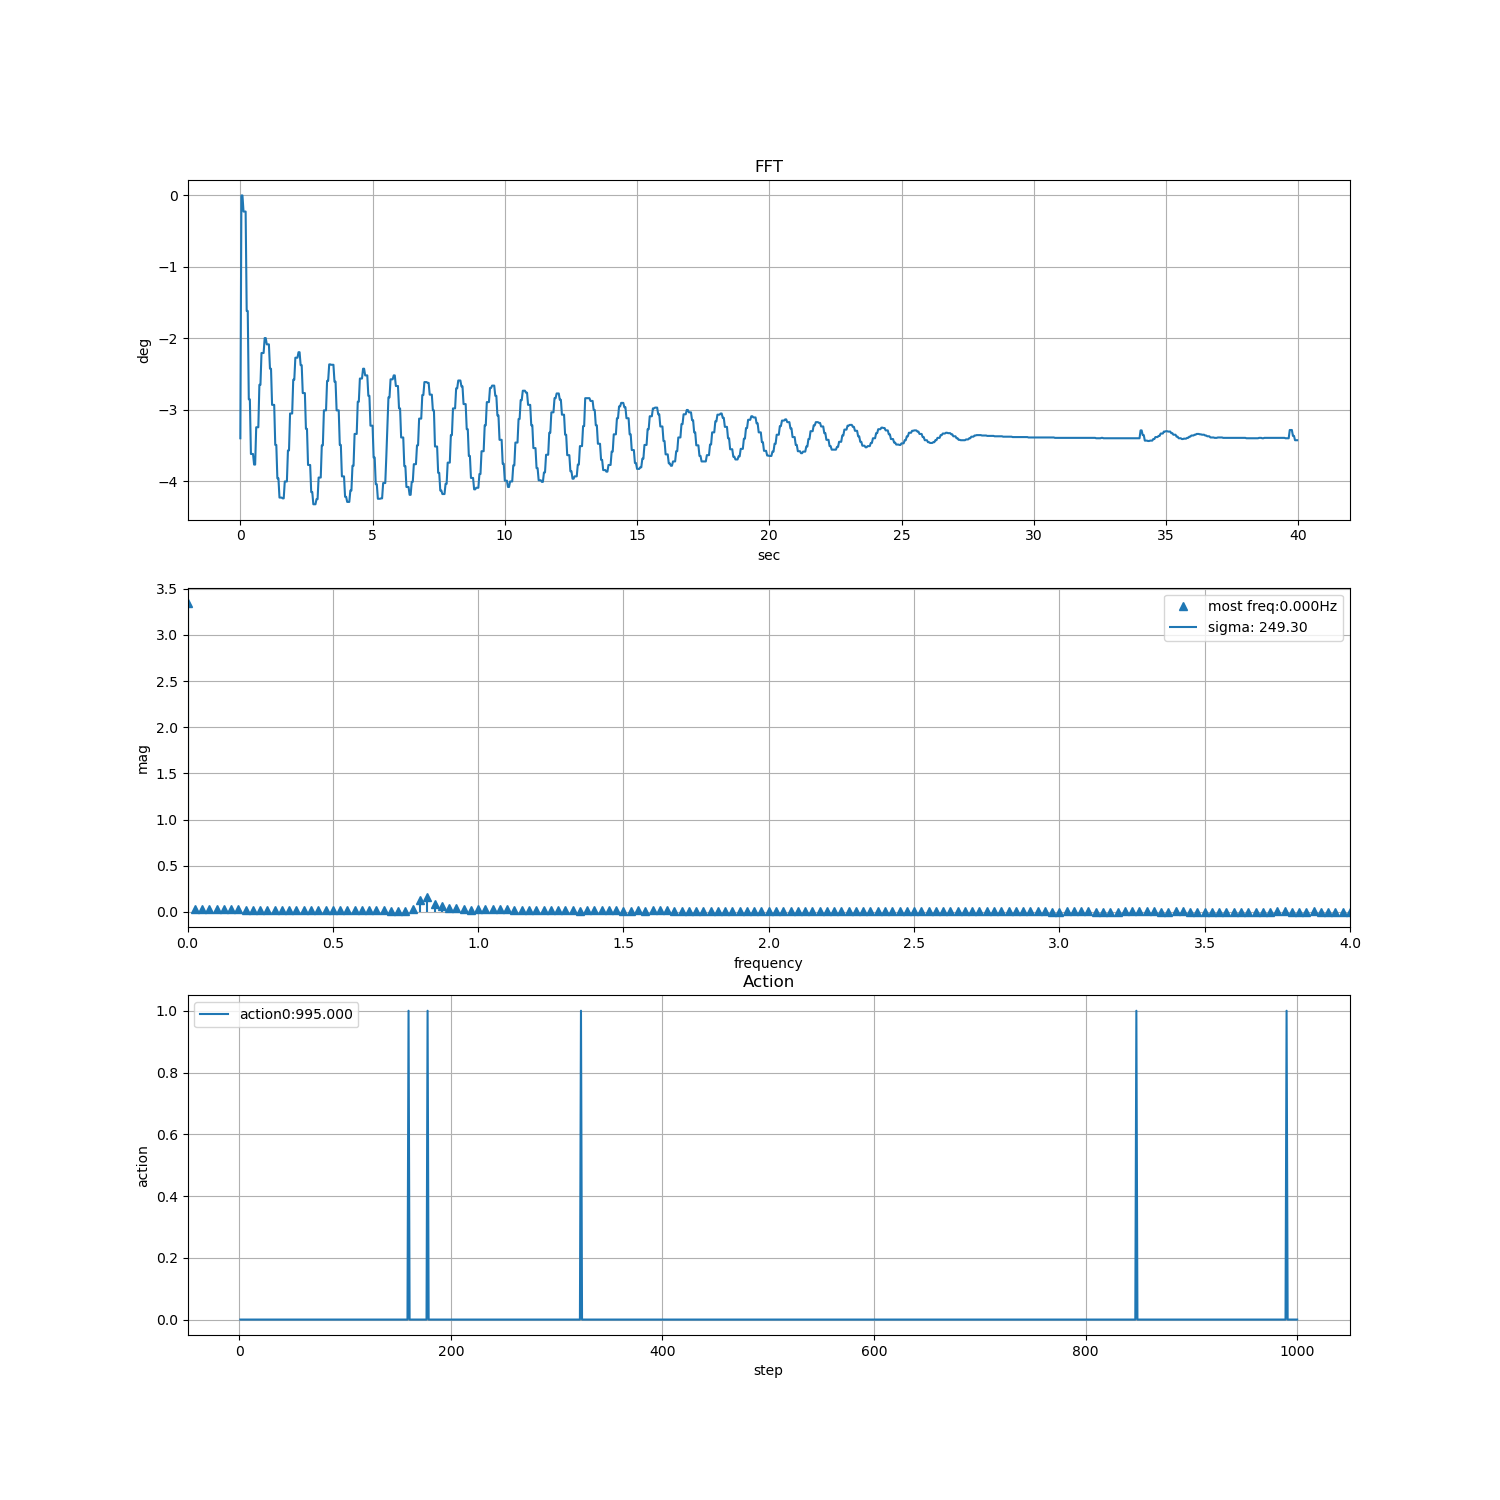 FFT
0
−1
−2
−3
−4
deg
0 5 10 15 20 25 30 35 40
sec
3.5
3.0
2.5
2.0
1.5
1.0
0.5
0.0
mag
most freq:0.000Hz
sigma: 249.30
0.0 0.5 1.0 1.5 2.0 2.5 3.0 3.5 4.0
frequency
Action
1.0
0.8
0.6
0.4
0.2
0.0
action
action0:995.000
0 200 400 600 800 1000
step